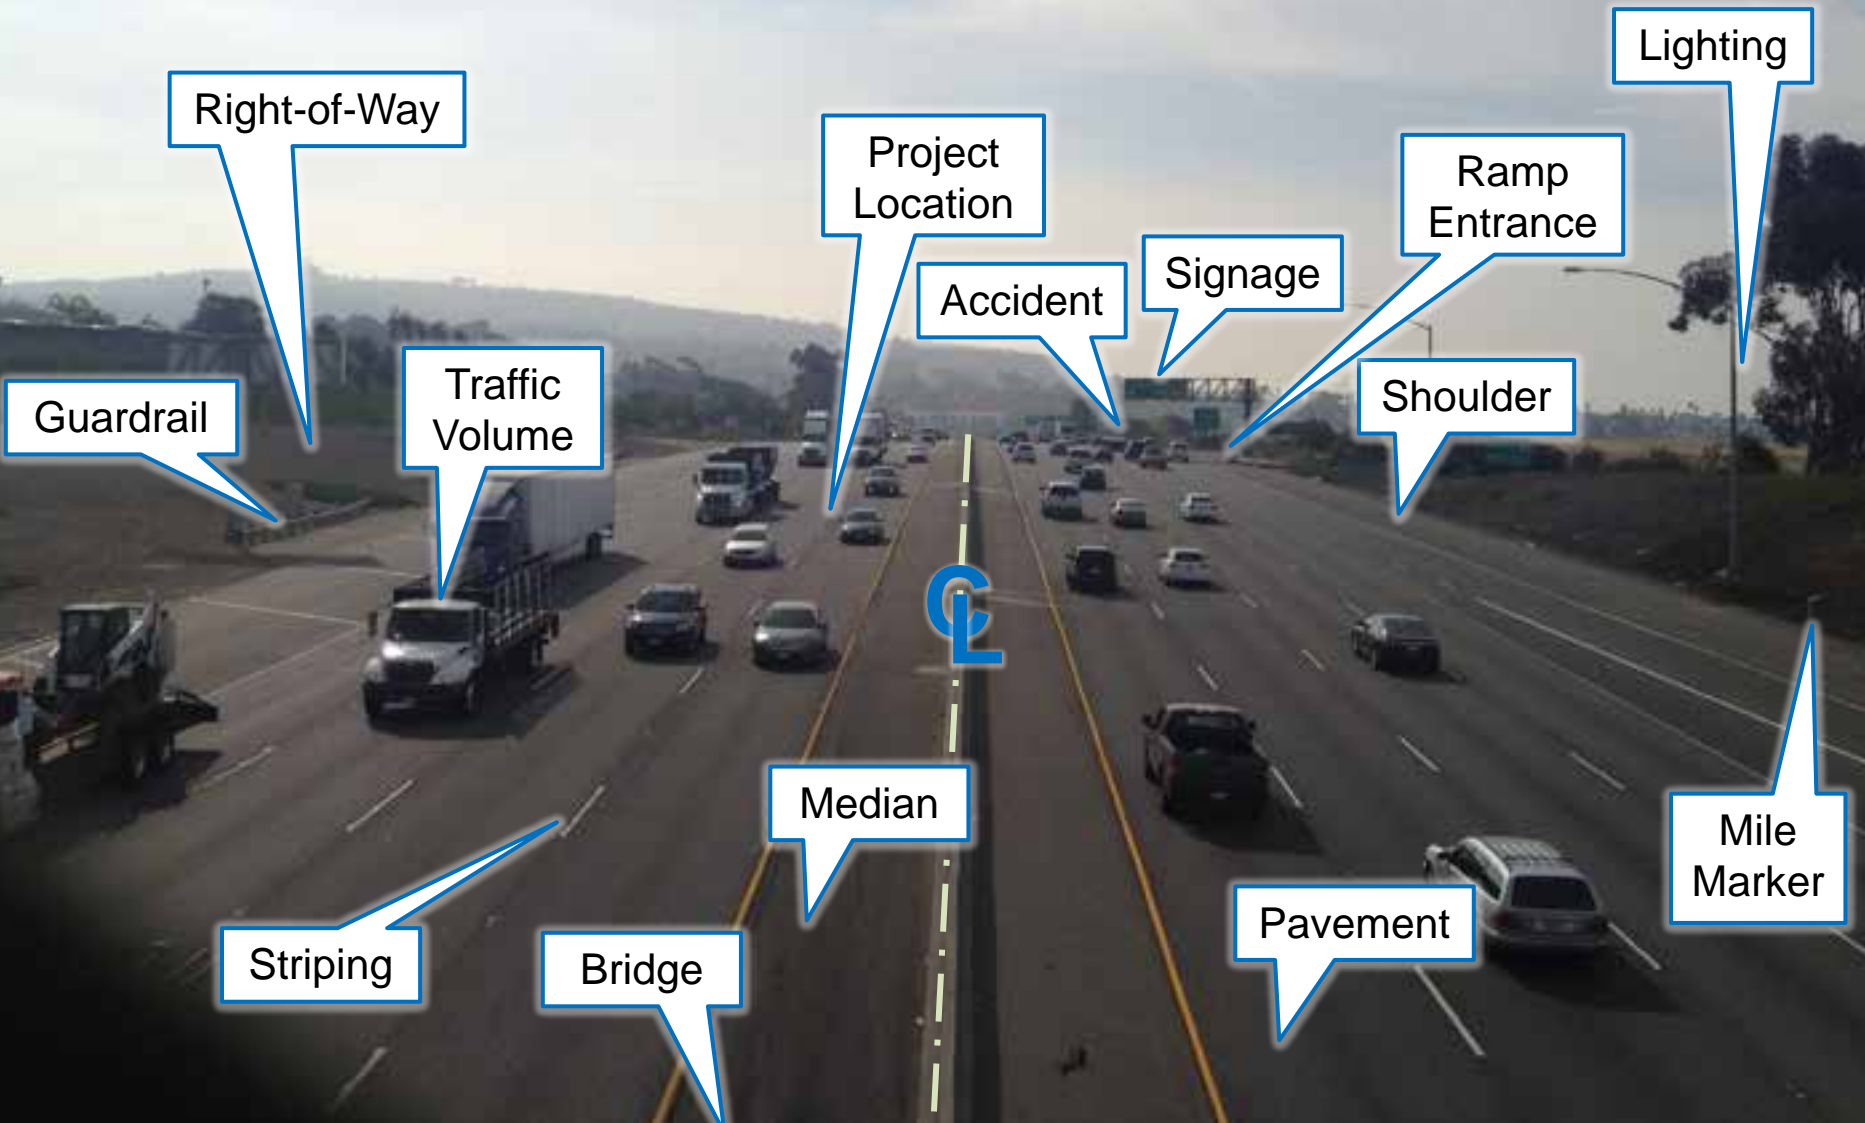 Lighting
Right-of-Way
Project
Location
Ramp
Entrance
Signage
Accident
Traffic
Volume
Shoulder
Guardrail
CL
Median
Mile
Marker
Pavement
Striping
Bridge